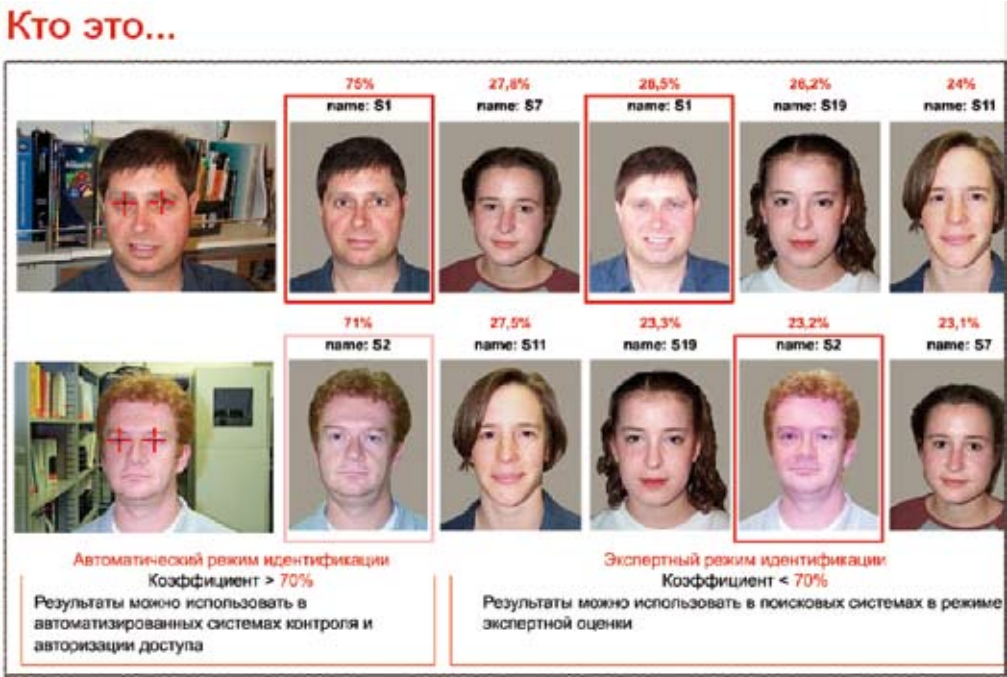 Кто это...
75% 27,8% 28,5% 26,2% 24%
name: S1 name: S7 name: S1 name: S19 name: S11
71% 27,5% 23,3% 23,2% 23,1%
name: S2 name: S11 name: S19 name: S2 name: S7
Автоматический режим идентификации
Коэффициент > 70%
Результаты можно использовать в
автоматизированных системах контроля и
авторизации доступа
Экспертный режим идентификации
Коэффициент < 70%
Результаты можно использовать в поисковых системах в режиме
экспертной оценки